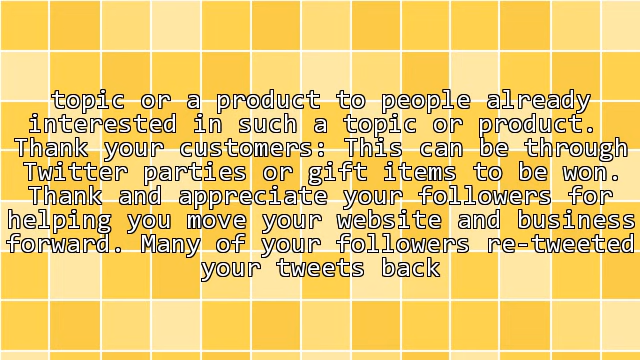 topic or a product to people already
interested in such a topic or product.
Thank your customers: This can be through
Twitter parties or gift items to be won.
Thank and appreciate your followers for
helping you move your website and business
forward. Many of your followers re-tweeted
your tweets back